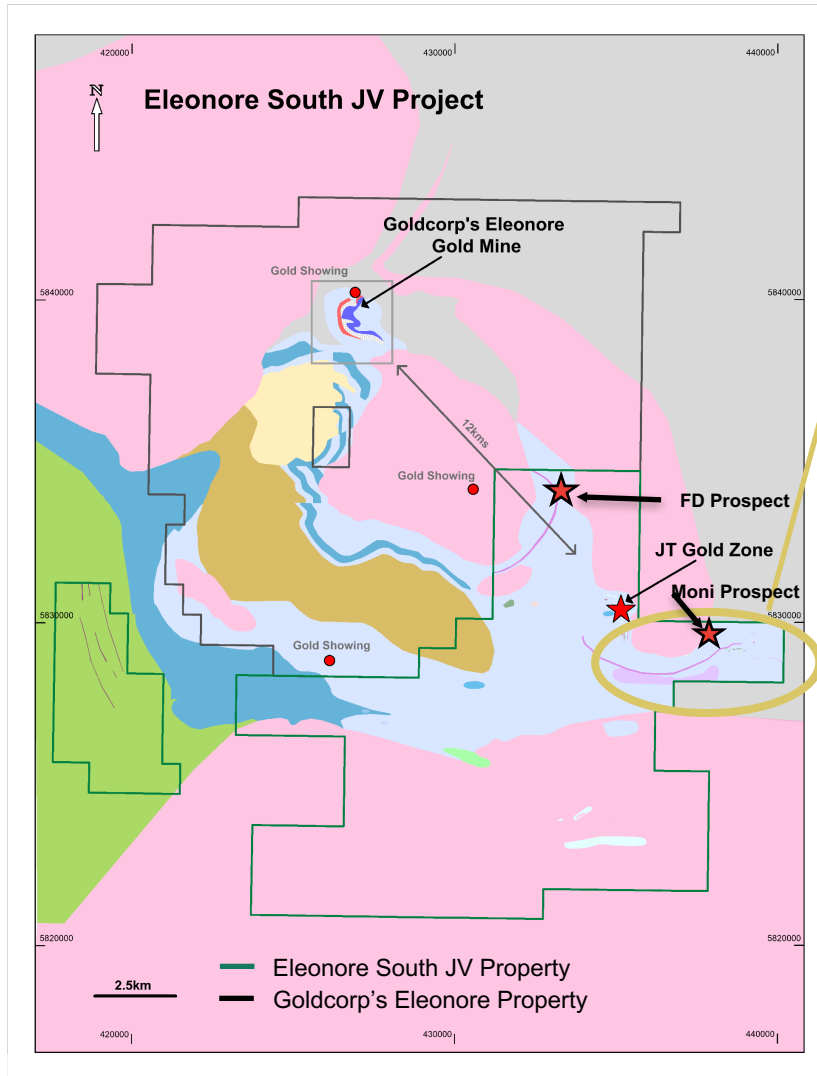 420000
430000
440000
N
Eleonore South JV Project
Goldcorp's Eleonore
Gold Mine
Gold Showing
5840000
5840000
12kms
Gold Showing
FD Prospect
JT Gold Zone
Moni Prospect
5830000
5830000
Gold Showing
5820000
5820000
Eleonore South JV Property
2.5km
Goldcorp’s Eleonore Property
420000
430000
440000